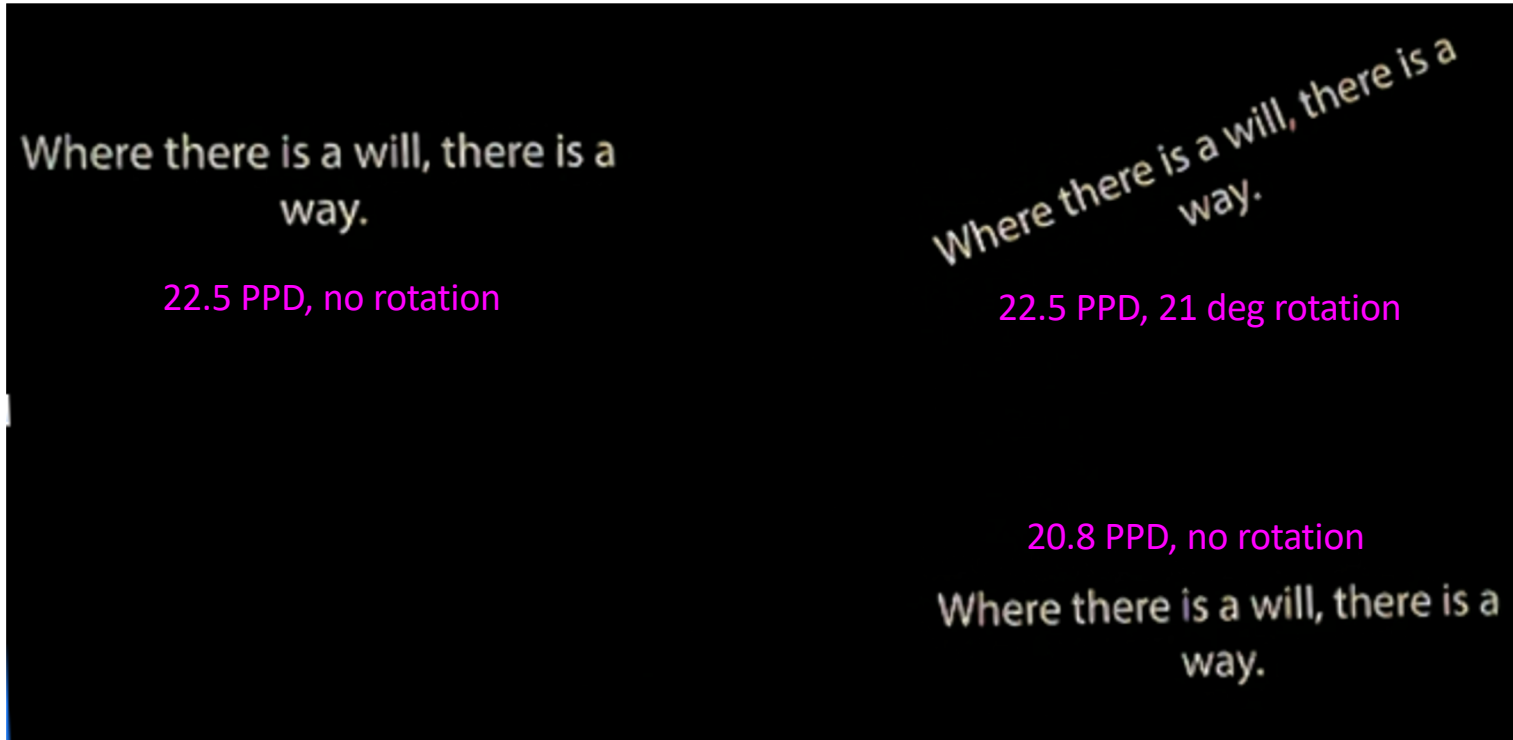 Where there is a will, there is a
way.
22.5 PPD, no rotation
Where there is a will, there is a
way.
22.5 PPD, 21 deg rotation
20.8 PPD, no rotation
Where there is a will, there is a
way.